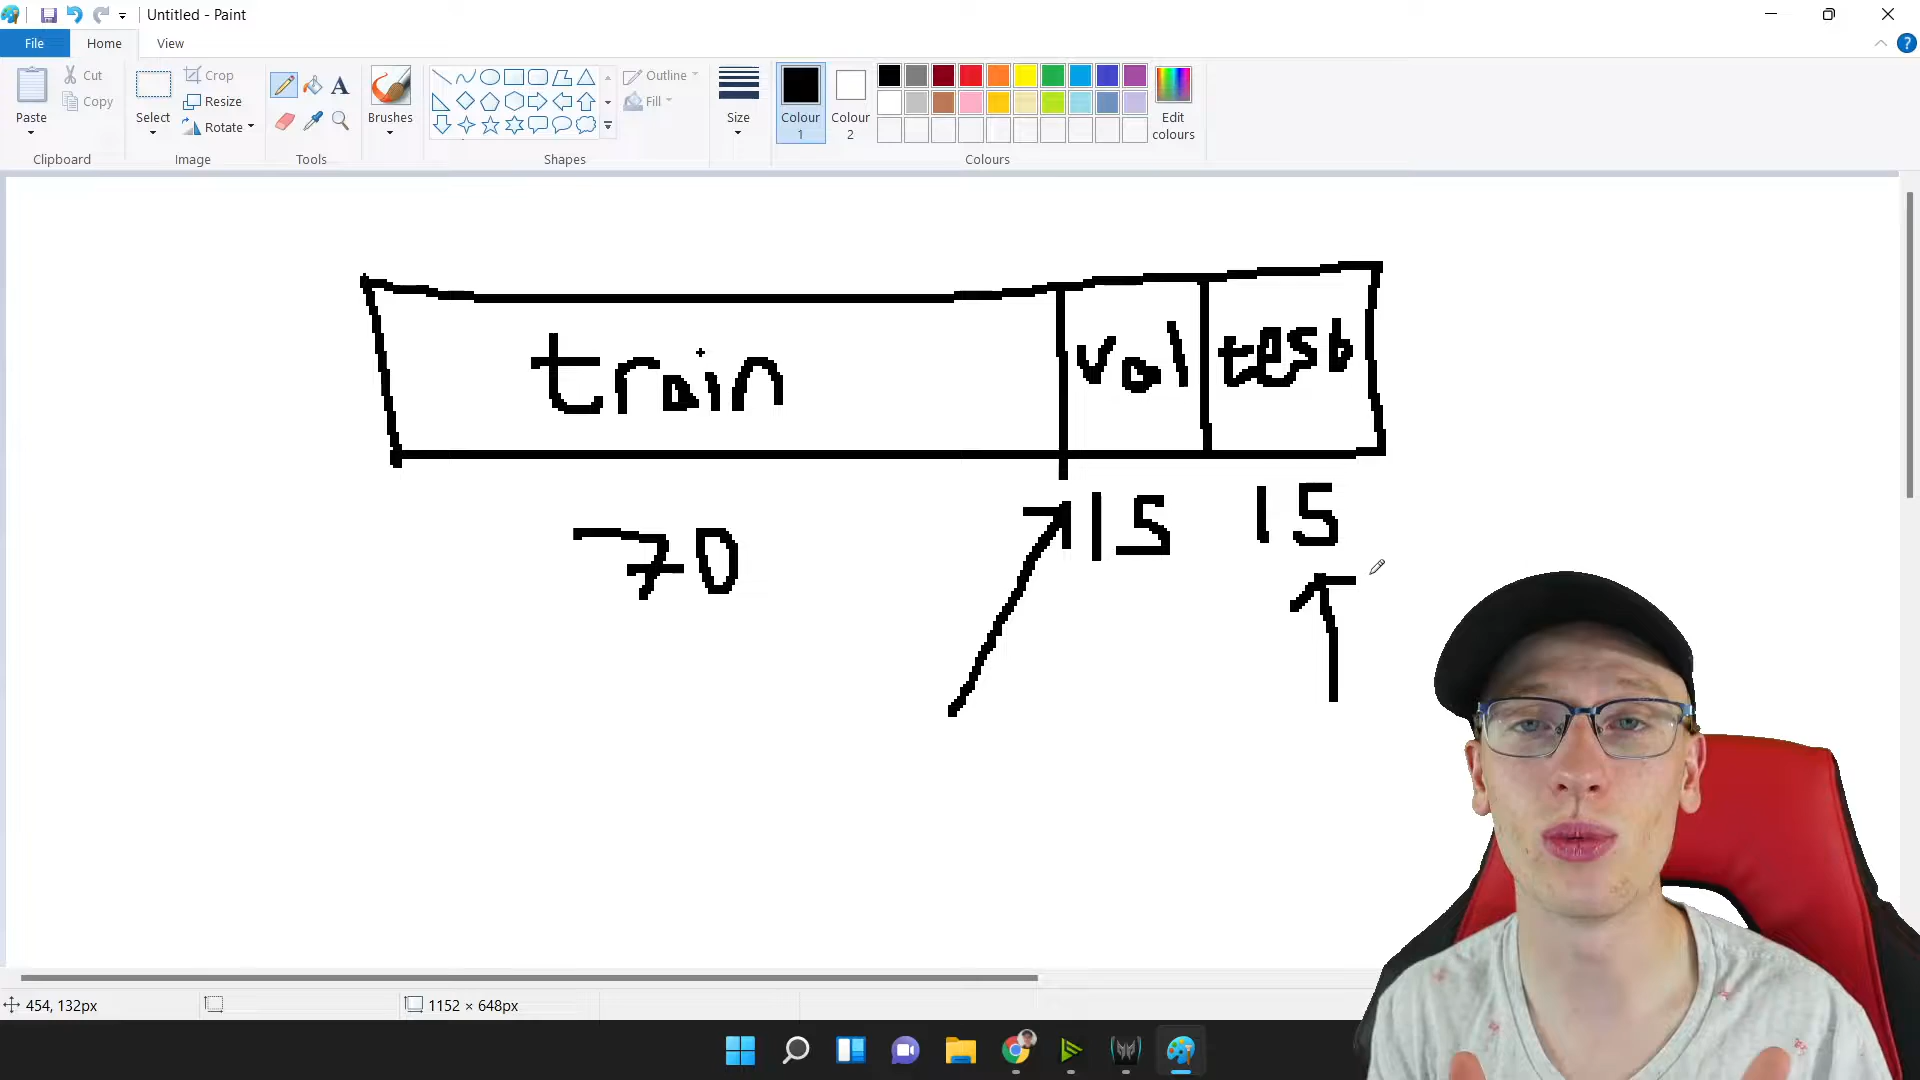 Untitled - Paint
File Home View
Paste
Cut
Copy
Clipboard
Select
Crop
Resize
Rotate
Image
Tools
Brushes
Shapes
Outline
Fill
Size
Colour 1
Colour 2
Edit colours
Colours
train val test
70 15 15
454, 132px
1152 × 648px